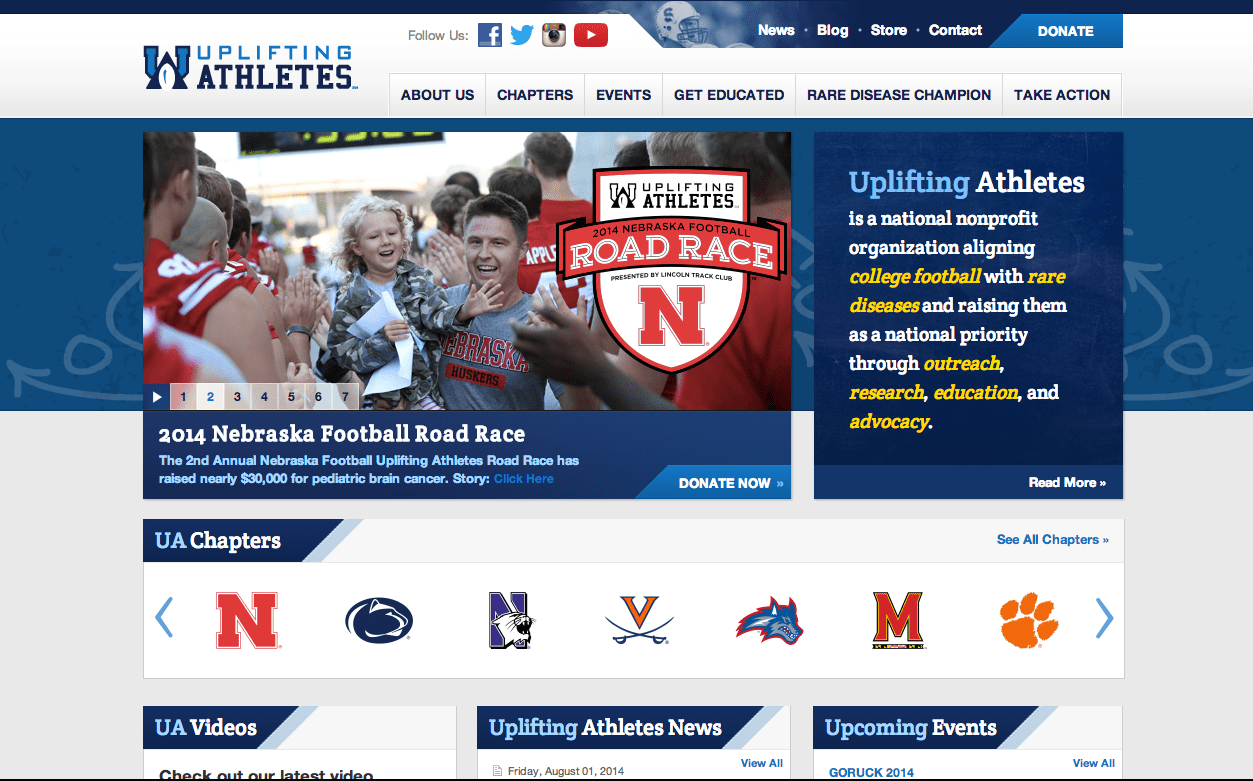 UPLIFTING
ATHLETES
Follow Us:
News • Blog • Store • Contact
DONATE
ABOUT US
CHAPTERS
EVENTS
GET EDUCATED
RARE DISEASE CHAMPION
TAKE ACTION
APPL
NEBRASKA
HUSKERS
UPLIFTING
ATHLETES
2014 NEBRASKA FOOTBALL
ROAD RACE
PRESENTED BY LINCOLN TRACK CLUB
N
1 2 3 4 5 6 7
2014 Nebraska Football Road Race
The 2nd Annual Nebraska Football Uplifting Athletes Road Race has
raised nearly $30,000 for pediatric brain cancer. Story: Click Here
DONATE NOW »
Uplifting Athletes
is a national nonprofit
organization aligning
college football with rare
diseases and raising them
as a national priority
through outreach,
research, education, and
advocacy.
Read More »
UA Chapters
See All Chapters »
N
N
V
M
UA Videos
Check out our latest video
Uplifting Athletes News
View All
Friday, August 01, 2014
Upcoming Events
View All
GORUCK 2014